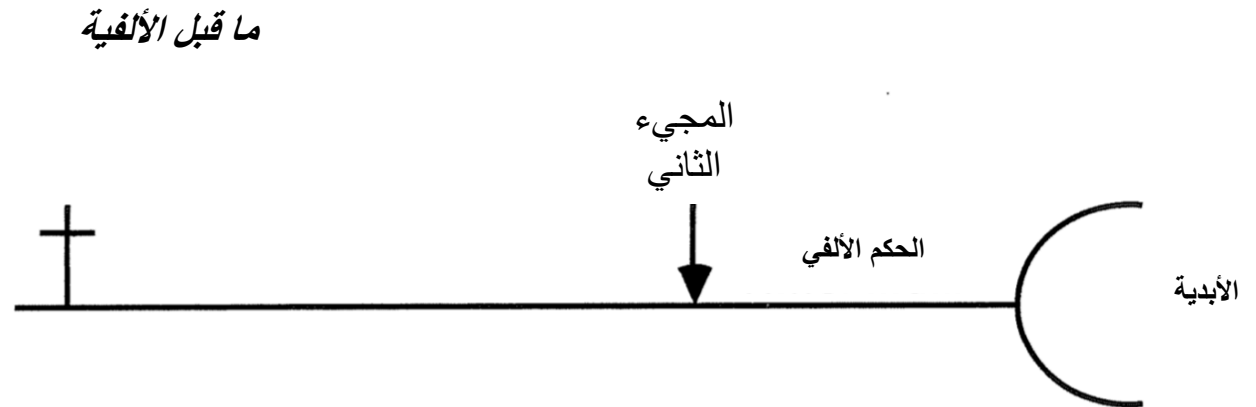 ما قبل الألفية
المجيء
الثاني
الحكم الألفي
الأبدية